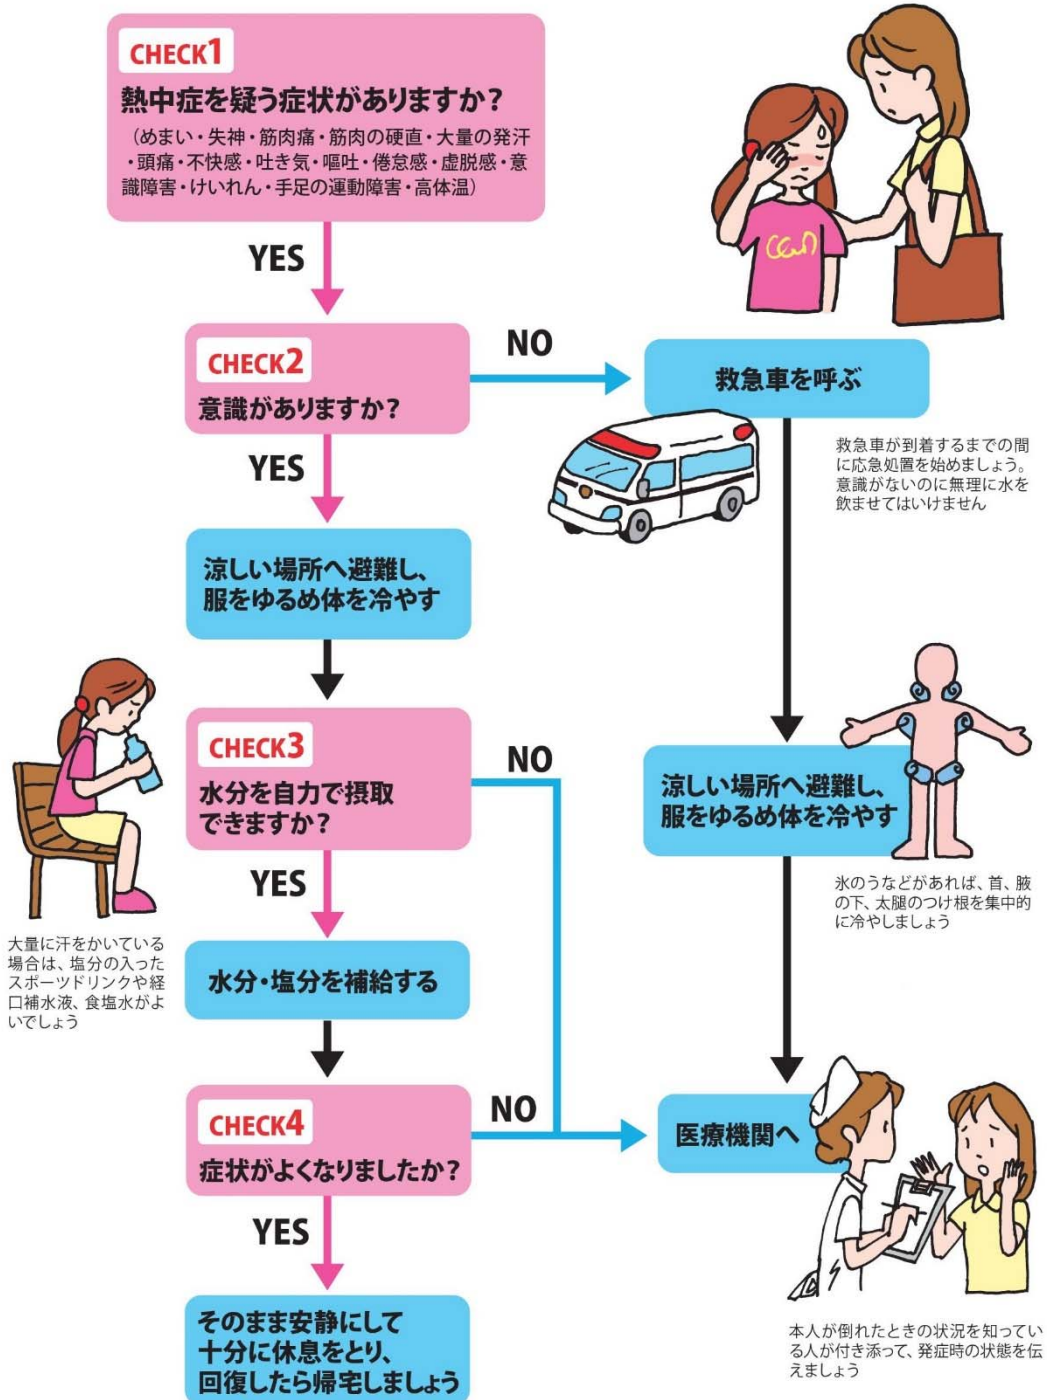 CHECK1
熱中症を疑う症状がありますか？
（めまい・失神・筋肉痛・筋肉の硬直・大量の発汗
・頭痛・不快感・吐き気・嘔吐・倦怠感・虚脱感・意
識障害・けいれん・手足の運動障害・高体温）
YES
CHECK2
意識がありますか？
NO
救急車を呼ぶ
救急車が到着するまでの間
に応急処置を始めましょう。
意識がないのに無理に水を
飲ませてはいけません
YES
涼しい場所へ避難し、
服をゆるめ体を冷やす
CHECK3
水分を自力で摂取
できますか？
NO
涼しい場所へ避難し、
服をゆるめ体を冷やす
氷のうなどがあれば、首、腋
の下、太腿のつけ根を集中的
に冷やしましょう
YES
大量に汗をかいている
場合は、塩分の入った
スポーツドリンクや経
口補水液、食塩水がよ
いでしょう
水分・塩分を補給する
CHECK4
症状がよくなりましたか？
NO
医療機関へ
YES
そのまま安静にして
十分に休息をとり、
回復したら帰宅しましょう
本人が倒れたときの状況を知ってい
る人が付き添って、発症時の状態を伝
えましょう